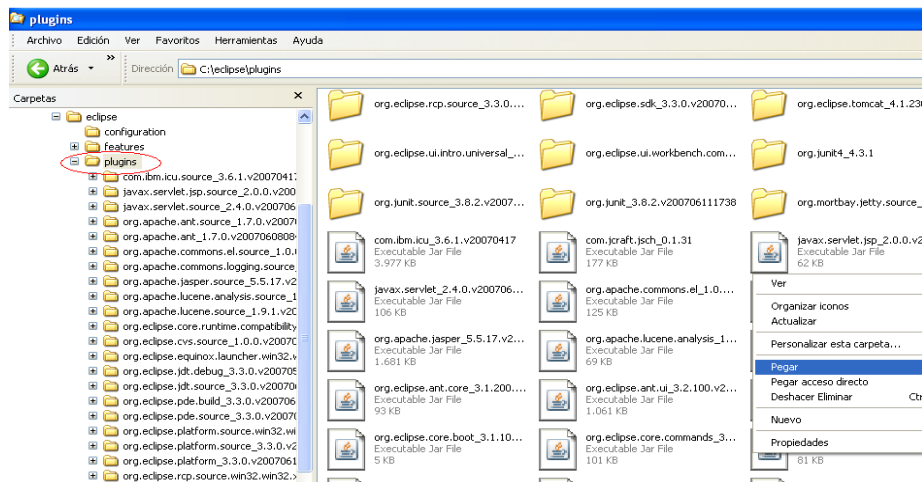 plugins
Archivo Edición Ver Favoritos Herramientas Ayuda
Atrás » Dirección C:\eclipse\plugins
Carpetas ×
eclipse
configuration
features
plugins
com.ibm.icu.source_3.6.1.v20070417
javax.servlet.jsp.source_2.0.0.v200
javax.servlet.source_2.4.0.v200706
org.apache.ant.source_1.7.0.v20070
org.apache.ant_1.7.0.v200706080
org.apache.commons.el.source_1.0.
org.apache.commons.logging.source
org.apache.jasper.source_5.5.17.v2
org.apache.lucene.analysis.source_1
org.apache.lucene.source_1.9.1.v20
org.eclipse.core.runtime.compatibility
org.eclipse.cvs.source_1.0.0.v20070
org.eclipse.equinox.launcher.win32.
org.eclipse.jdt.debug_3.3.0.v200705
org.eclipse.jdt.source_3.3.0.v20070
org.eclipse.pde.build_3.3.0.v200706
org.eclipse.pde.source_3.3.0.v20070
org.eclipse.platform.source.win32.wi
org.eclipse.platform.source_3.3.0.v2
org.eclipse.platform_3.3.0.v200706
org.eclipse.rcp.source.win32.win32.
org.eclipse.rcp.source_3.3.0.... org.eclipse.sdk_3.3.0.v20070... org.eclipse.tomcat_4.1.230
org.eclipse.ui.intro.universal_... org.eclipse.ui.workbench.com... org.junit4_4.3.1
org.junit.source_3.8.2.v2007... org.junit_3.8.2.v200706111738 org.mortbay.jetty.source_
com.ibm.icu_3.6.1.v20070417 com.jcraft.jsch_0.1.31 javax.servlet.jsp_2.0.0.v2
Executable Jar File Executable Jar File Executable Jar File
3.977 KB 177 KB 62 KB
javax.servlet_2.4.0.v200706... org.apache.commons.el_1.0....
Executable Jar File Executable Jar File
106 KB 125 KB
org.apache.jasper_5.5.17.v2... org.apache.lucene.analysis_1...
Executable Jar File Executable Jar File
1.681 KB 69 KB
org.eclipse.ant.core_3.1.200.... org.eclipse.ant.ui_3.2.100.v2...
Executable Jar File Executable Jar File
93 KB 1.061 KB
org.eclipse.core.boot_3.1.10... org.eclipse.core.commands_3...
Executable Jar File Executable Jar File
5 KB 101 KB 81 KB
Ver
Organizar iconos
Actualizar
Personalizar esta carpeta...
Pegar
Pegar acceso directo
Deshacer Eliminar Ctr
Nuevo
Propiedades